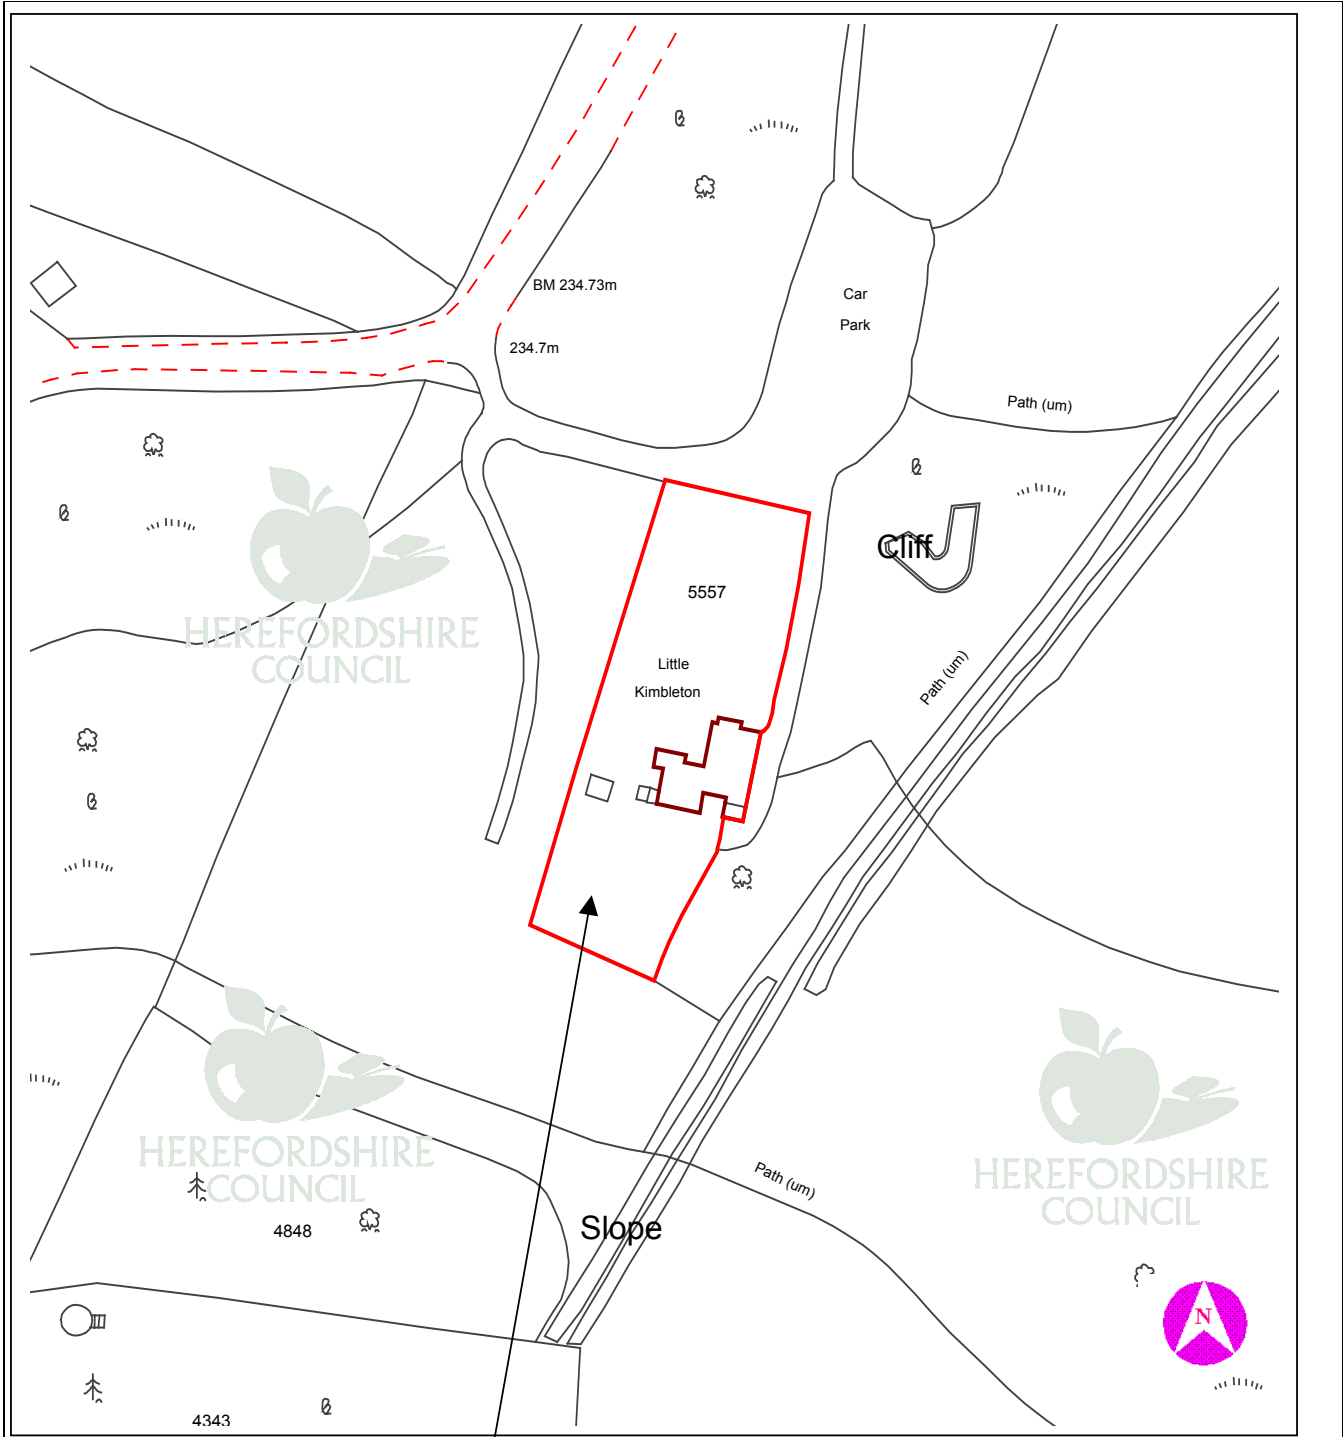 BM 234.73m
Car
Park
234.7m
Path (um)
Cliff
5557
HEREFORDSHIRE
COUNCIL
Little
Kimbleton
Path (um)
HEREFORDSHIRE
COUNCIL
HEREFORDSHIRE
COUNCIL
Path (um)
Slope
4848
N
4343